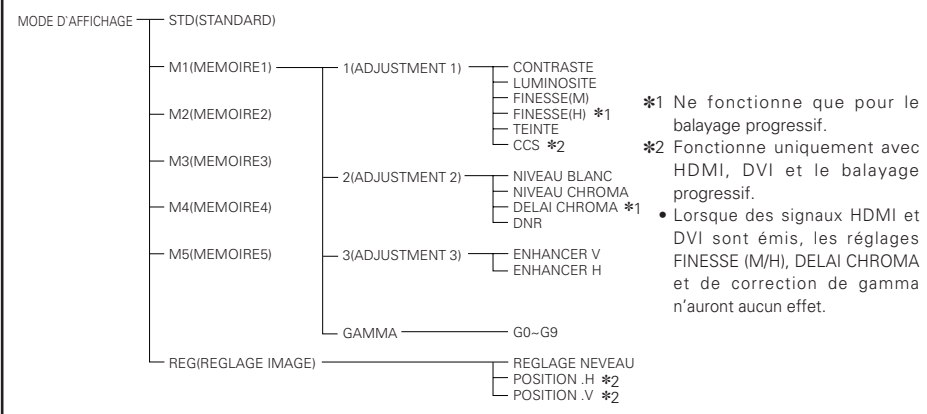 MODE D`AFFICHAGE
STD(STANDARD)
M1(MEMOIRE1)
1(ADJUSTMENT 1)
CONTRASTE
LUMINOSITE
FINESSE(M)
FINESSE(H) ✻1
TEINTE
CCS ✻2
M2(MEMOIRE2)
M3(MEMOIRE3)
2(ADJUSTMENT 2)
NIVEAU BLANC
NIVEAU CHROMA
DELAI CHROMA ✻1
DNR
M4(MEMOIRE4)
M5(MEMOIRE5)
3(ADJUSTMENT 3)
ENHANCER V
ENHANCER H
GAMMA
G0~G9
REG(REGLAGE IMAGE)
REGLAGE NEVEAU
POSITION .H ✻2
POSITION .V ✻2
✻1 Ne fonctionne que pour le
balayage progressif.
✻2 Fonctionne uniquement avec
HDMI, DVI et le balayage
progressif.
• Lorsque des signaux HDMI et
DVI sont émis, les réglages
FINESSE (M/H), DELAI CHROMA
et de correction de gamma
n'auront aucun effet.